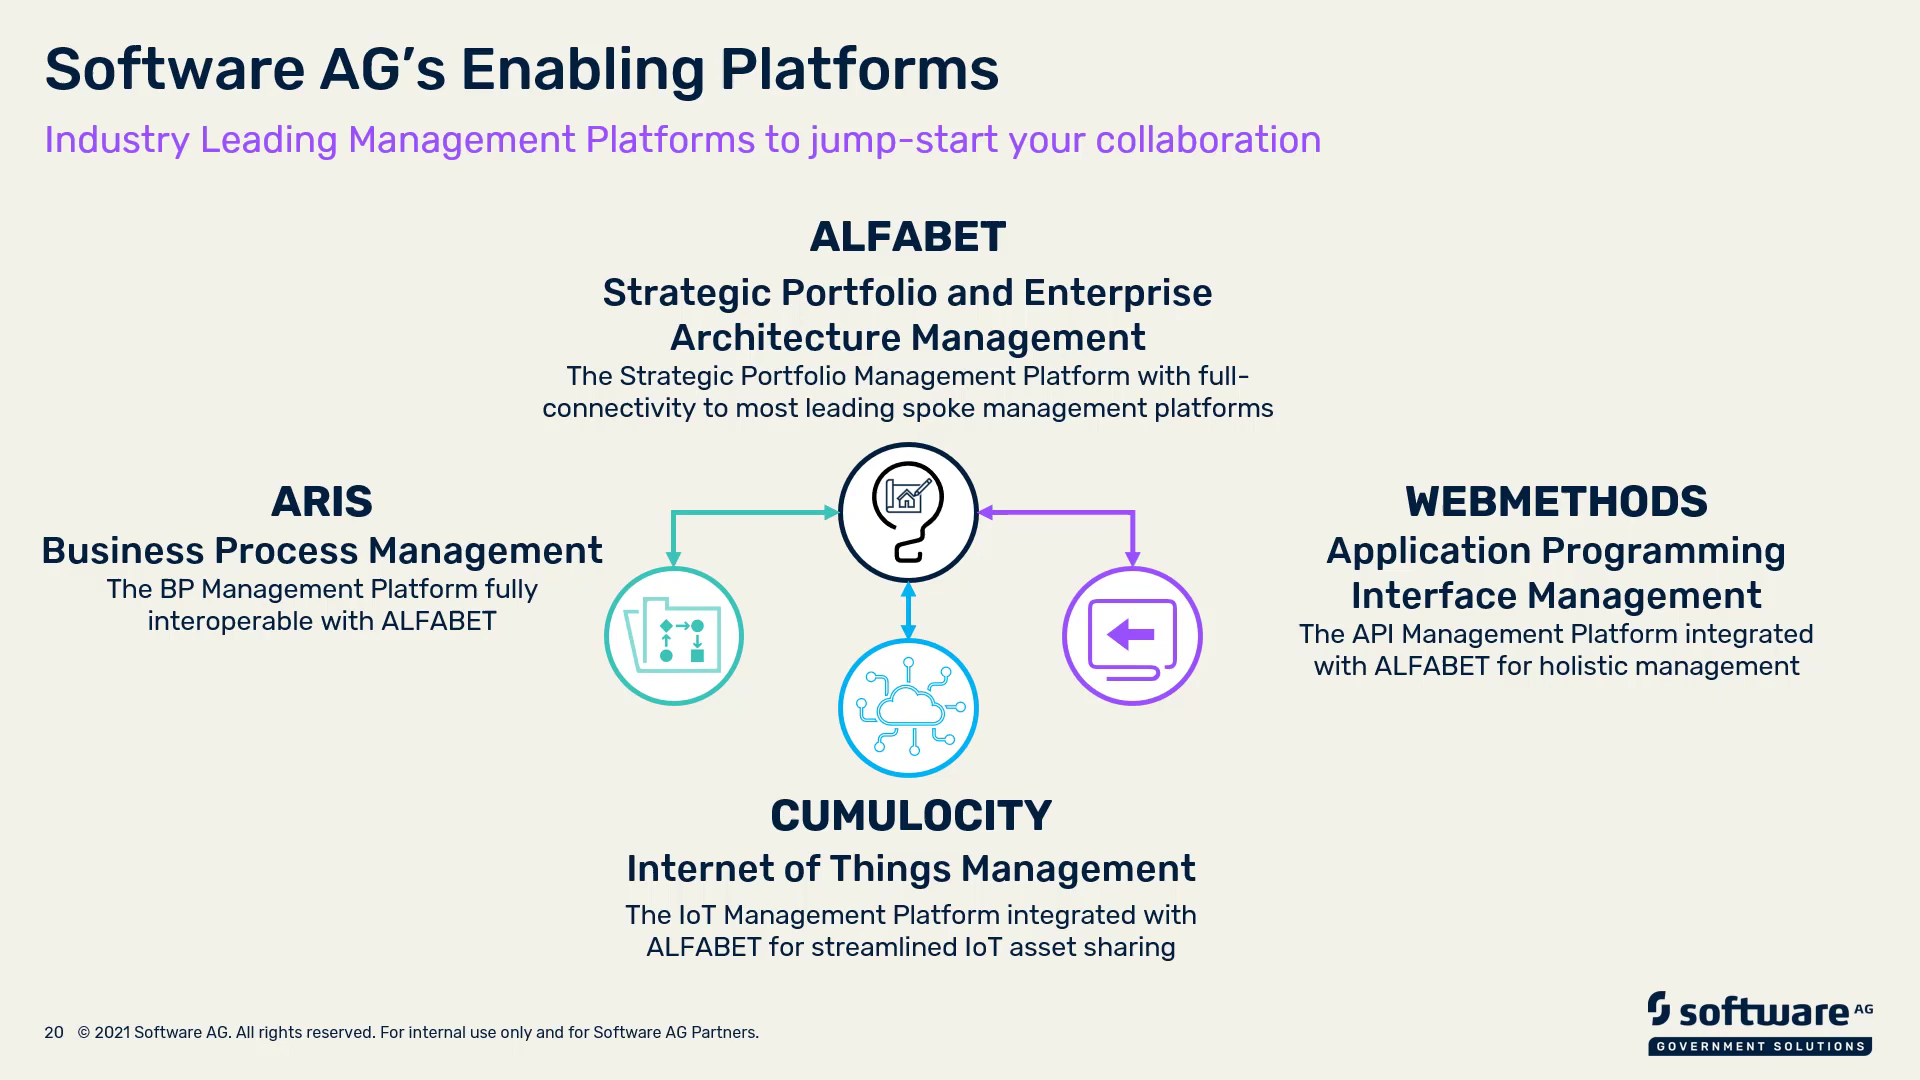 Software AG’s Enabling Platforms
Industry Leading Management Platforms to jump-start your collaboration
ALFABET
Strategic Portfolio and Enterprise
Architecture Management
The Strategic Portfolio Management Platform with full-
connectivity to most leading spoke management platforms
ARIS
Business Process Management
The BP Management Platform fully
interoperable with ALFABET
WEBMETHODS
Application Programming
Interface Management
The API Management Platform integrated
with ALFABET for holistic management
CUMULOCITY
Internet of Things Management
The IoT Management Platform integrated with
ALFABET for streamlined IoT asset sharing
20 © 2021 Software AG. All rights reserved. For internal use only and for Software AG Partners.
software AG
GOVERNMENT SOLUTIONS